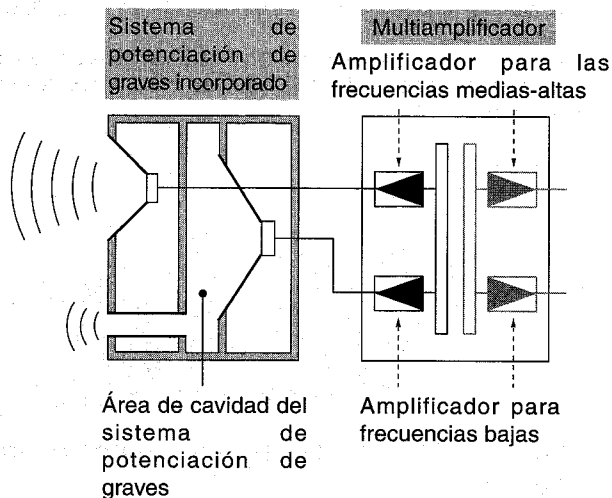 Sistema de
potenciación de
graves incorporado
Multiamplificador
Amplificador para las
frecuencias medias-altas
Área de cavidad del
sistema de
potenciación de
graves
Amplificador para
frecuencias bajas